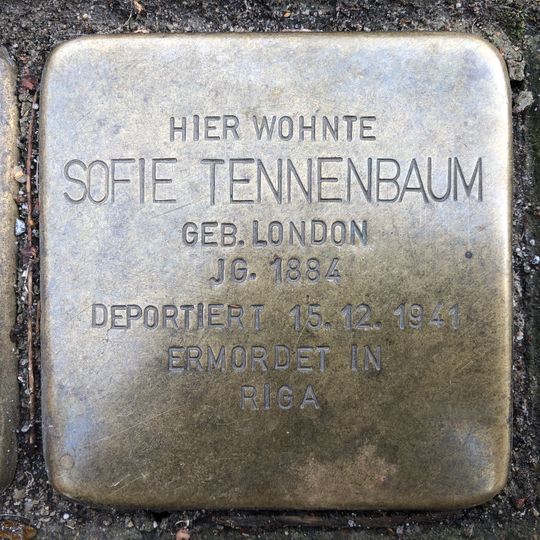 HIER WOHNTE
SOFIE TENNENBAUM
GEB. LONDON
JG. 1884
DEPORTIERT 15.12.1941
ERMORDET IN
RIGA